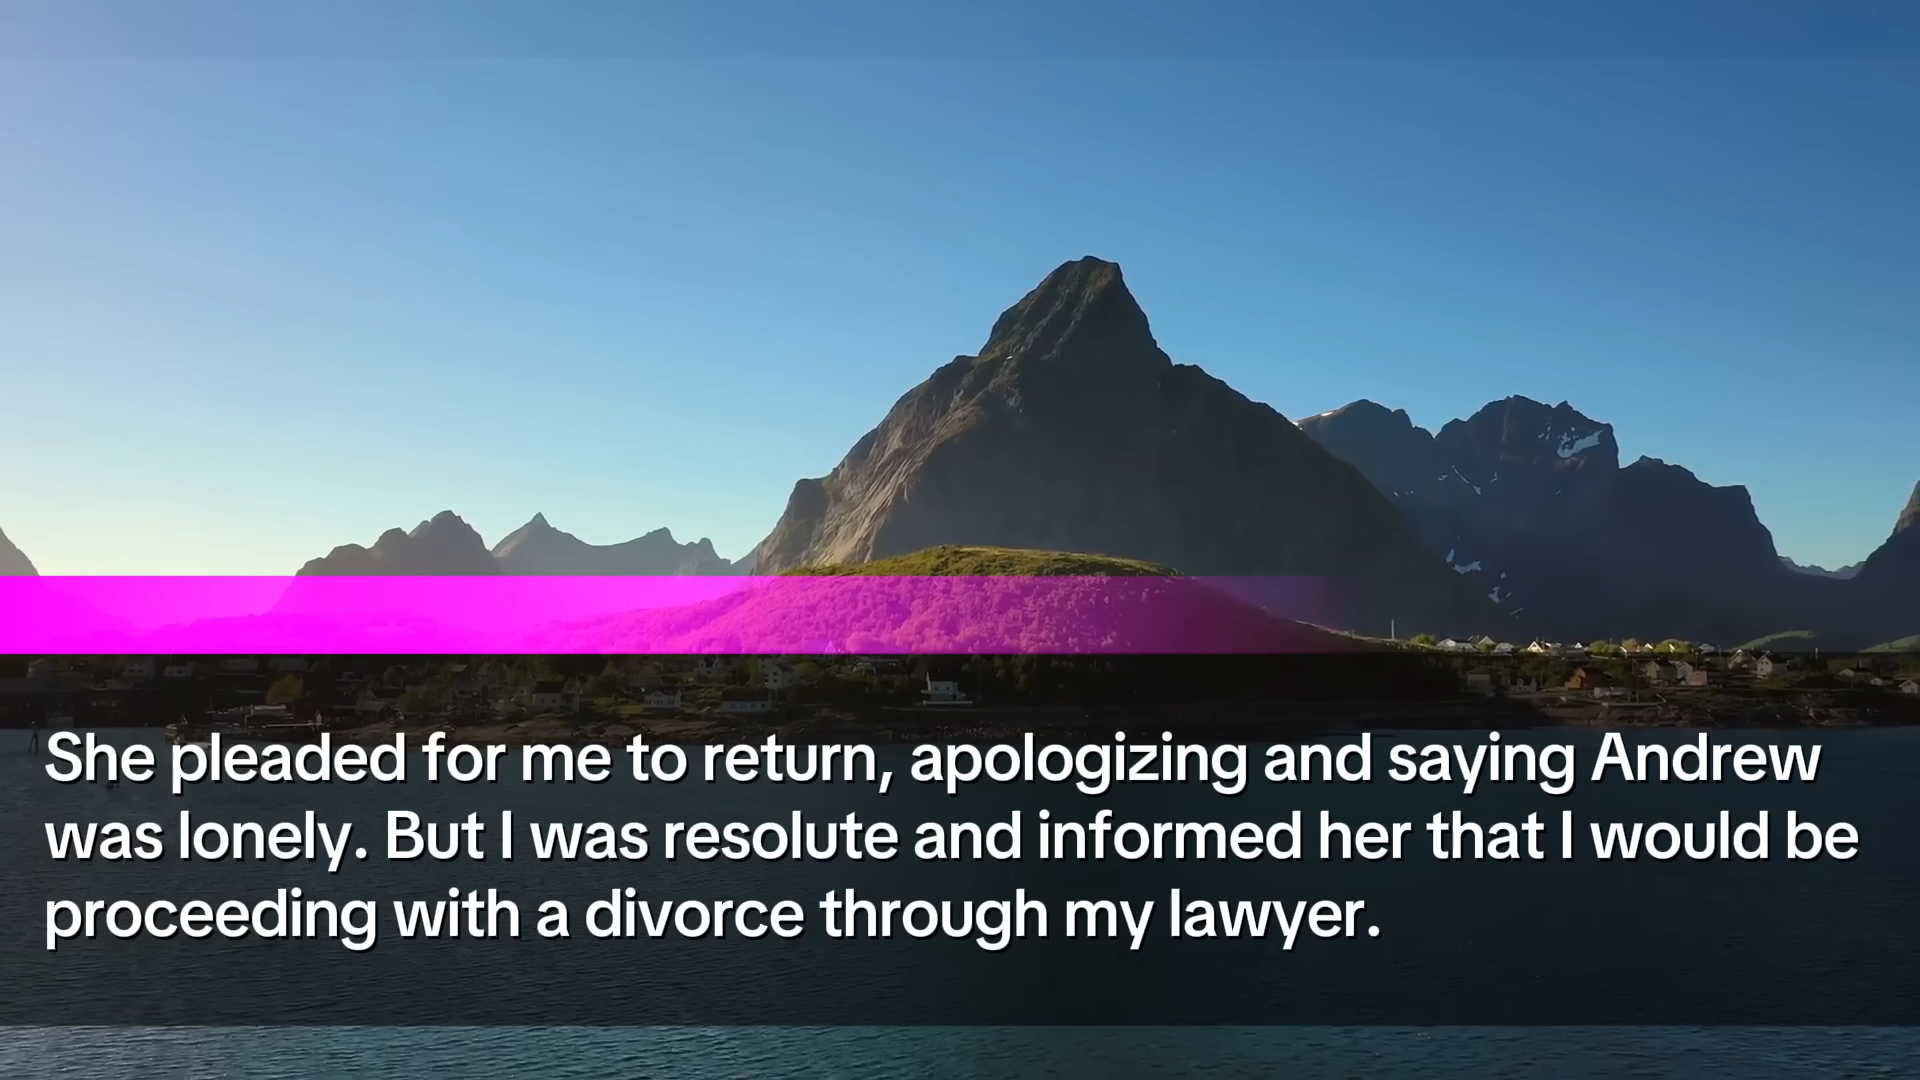 She pleaded for me to return, apologizing and saying Andrew
was lonely. But I was resolute and informed her that I would be
proceeding with a divorce through my lawyer.